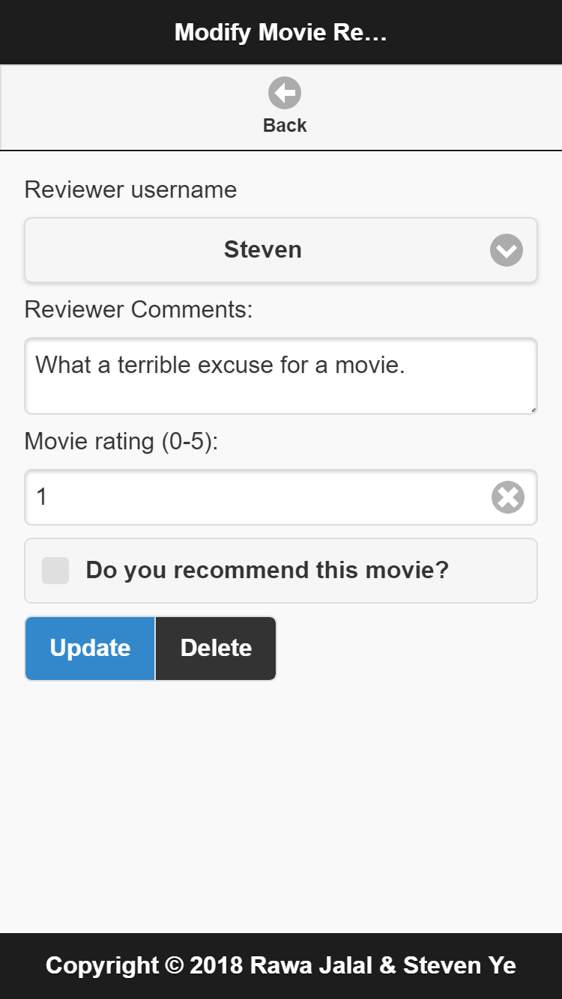 Modify Movie Re...
Back
Reviewer username
Steven
Reviewer Comments:
What a terrible excuse for a movie.
Movie rating (0-5):
1
Do you recommend this movie?
Update Delete
Copyright © 2018 Rawa Jalal & Steven Ye